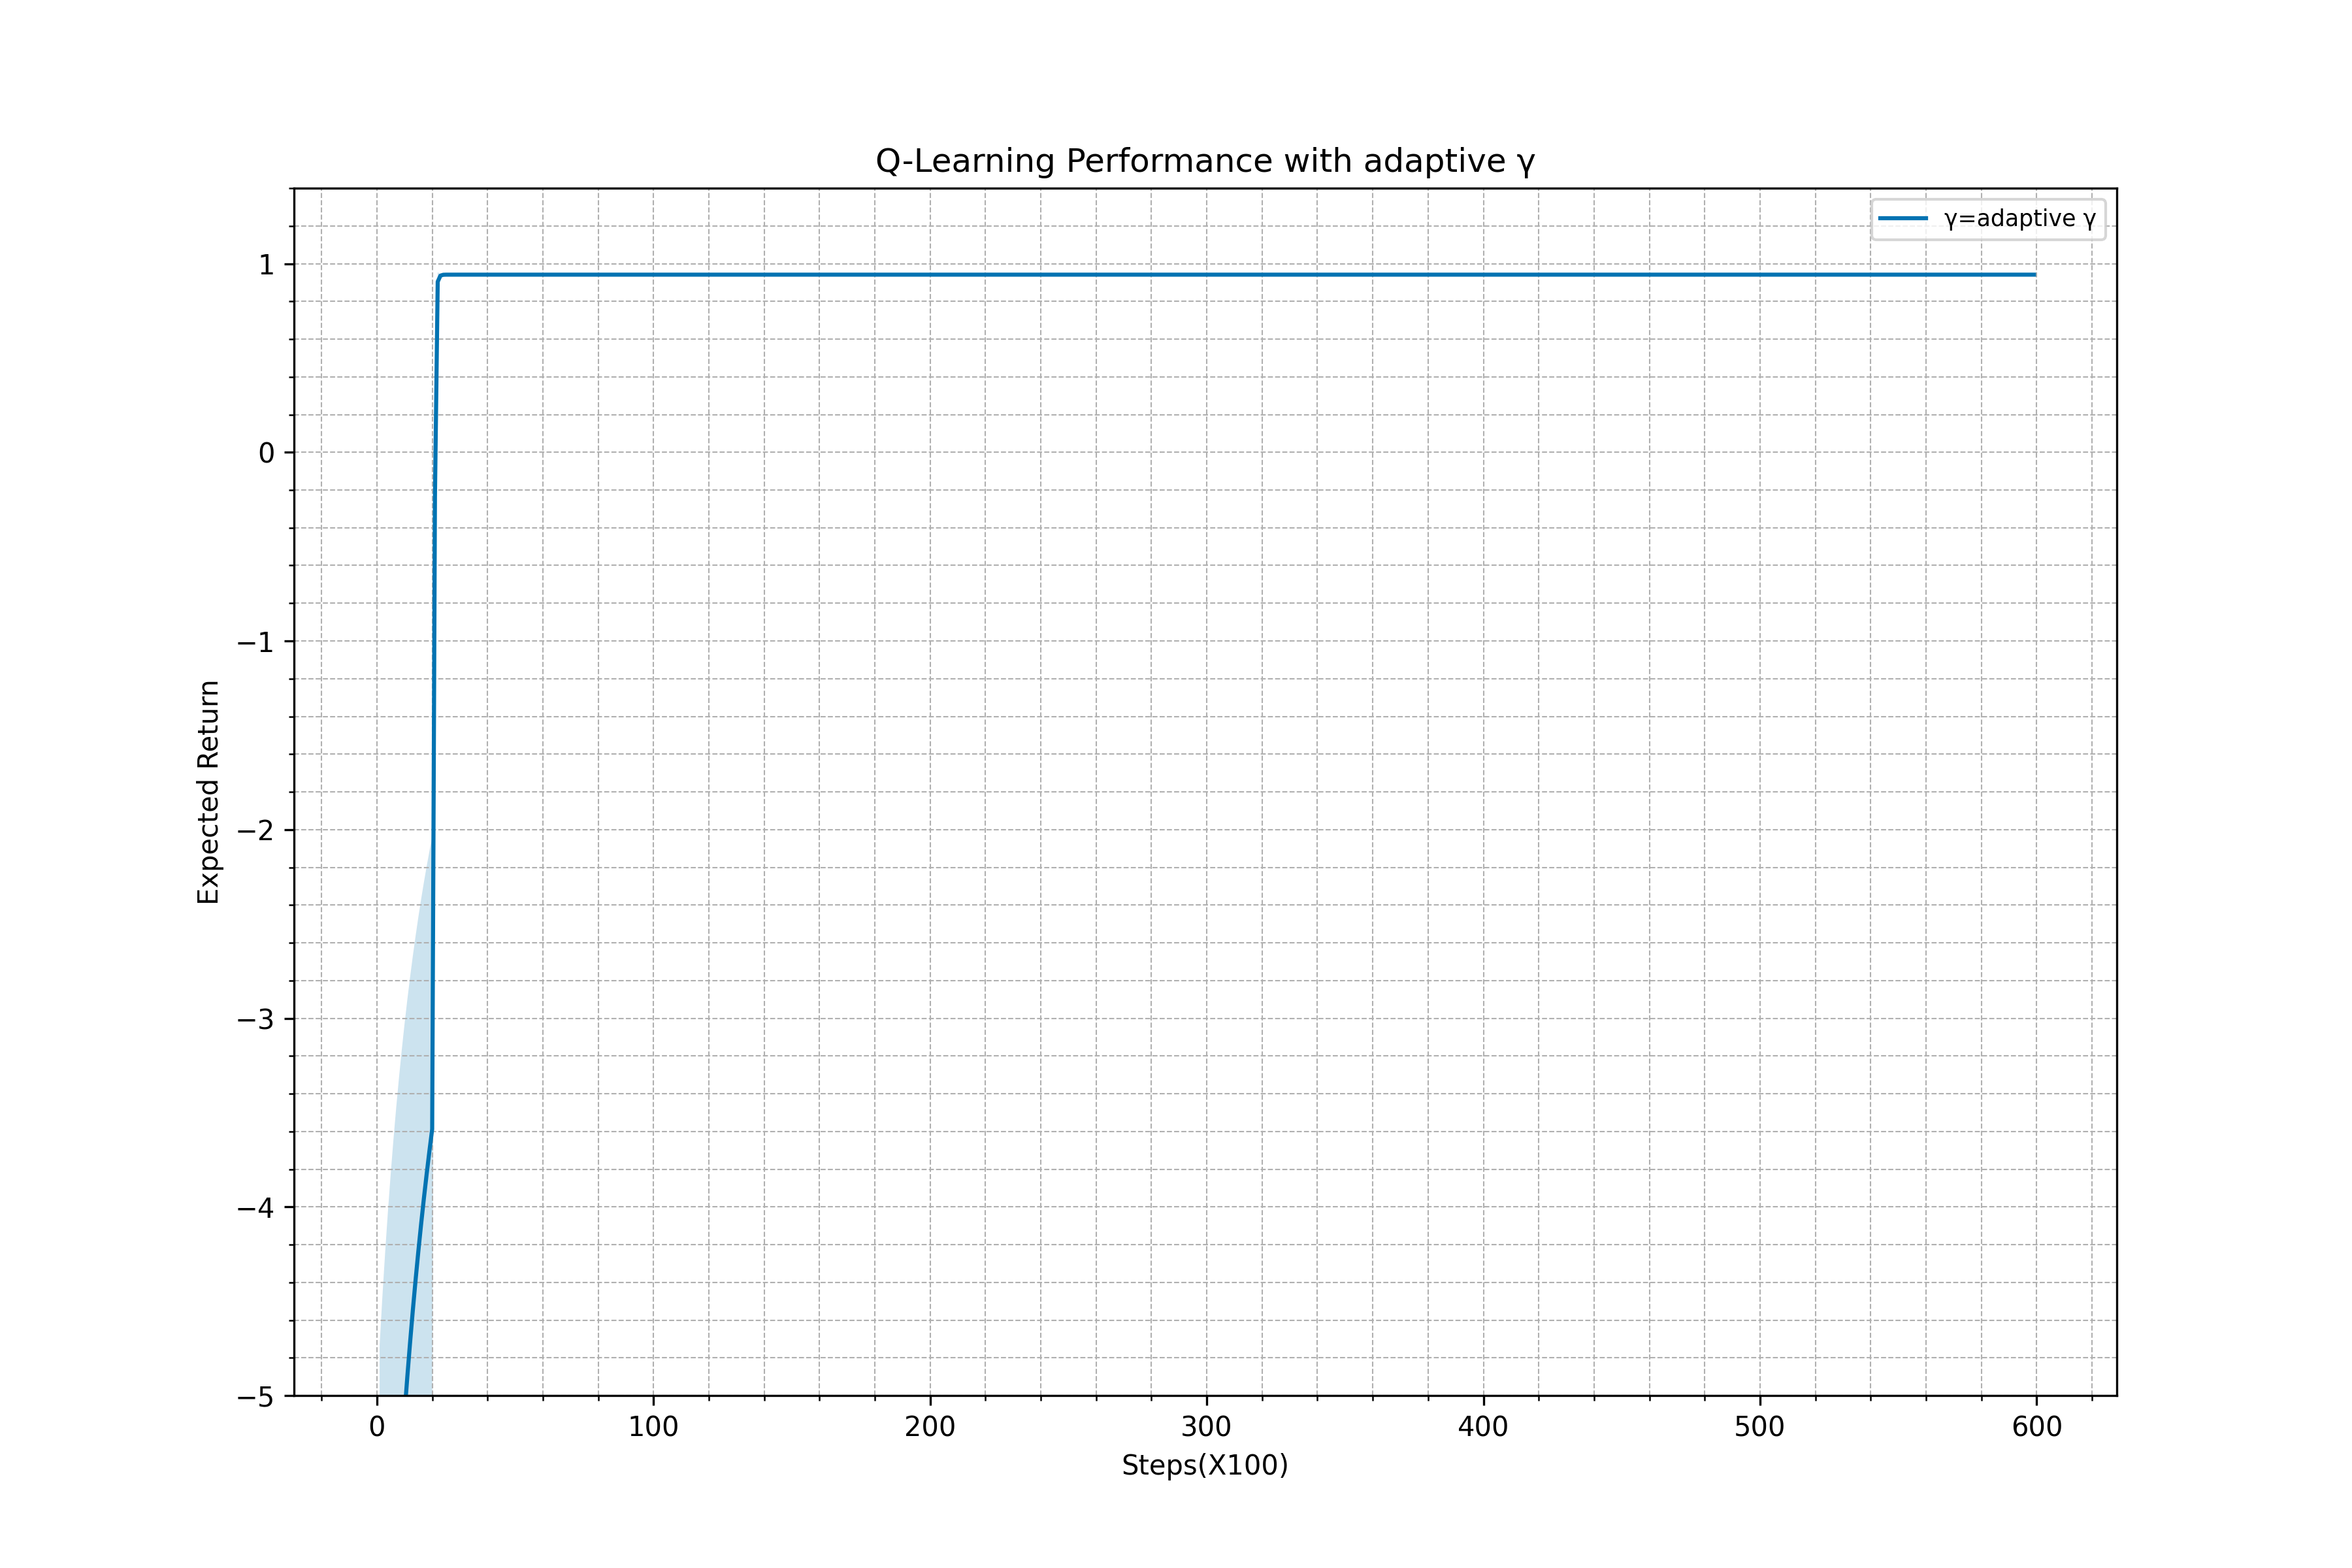 Q-Learning Performance with adaptive γ
γ=adaptive γ
1
0
−1
−2
−3
−4
−5
Expected Return
0 100 200 300 400 500 600
Steps(X100)